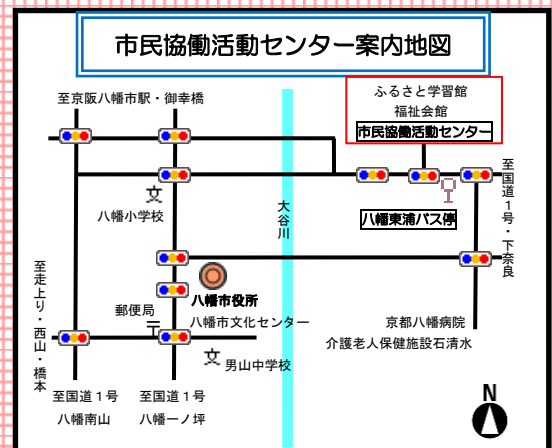 市民協働活動センター案内地図
至京阪八幡市駅・御幸橋
ふるさと学習館
福祉会館
市民協働活動センター
至国道1号・下奈良
八幡小学校
大谷川
八幡東浦バス停
至走上り・西山・橋本
八幡市役所
郵便局
八幡市文化センター
京都八幡病院
介護老人保健施設石清水
男山中学校
至国道1号
八幡南山
至国道1号
八幡一ノ坪
N